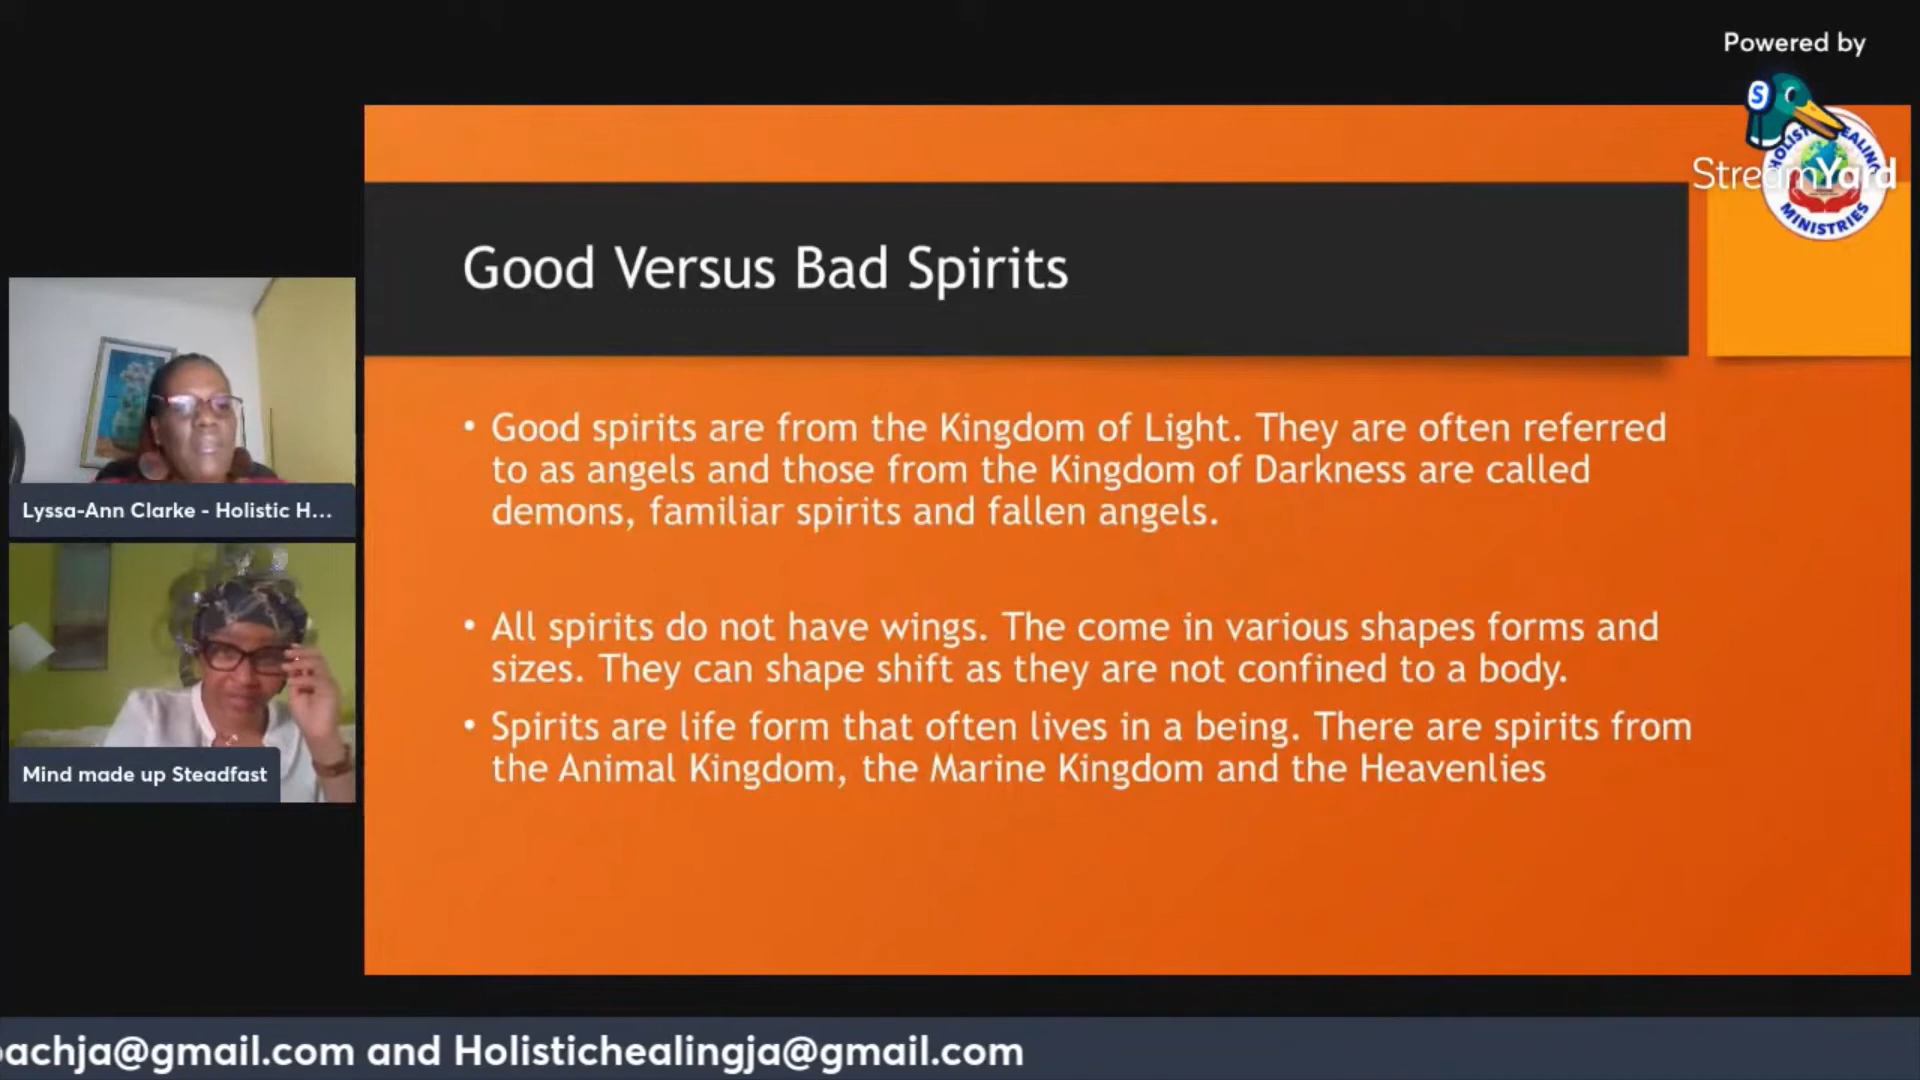 Powered by
StreamYard
MINISTRIES
Good Versus Bad Spirits
• Good spirits are from the Kingdom of Light. They are often referred
to as angels and those from the Kingdom of Darkness are called
demons, familiar spirits and fallen angels.
• All spirits do not have wings. The come in various shapes forms and
sizes. They can shape shift as they are not confined to a body.
• Spirits are life form that often lives in a being. There are spirits from
the Animal Kingdom, the Marine Kingdom and the Heavenlies
Lyssa-Ann Clarke - Holistic H...
Mind made up Steadfast
achja@gmail.com and Holistichealingja@gmail.com